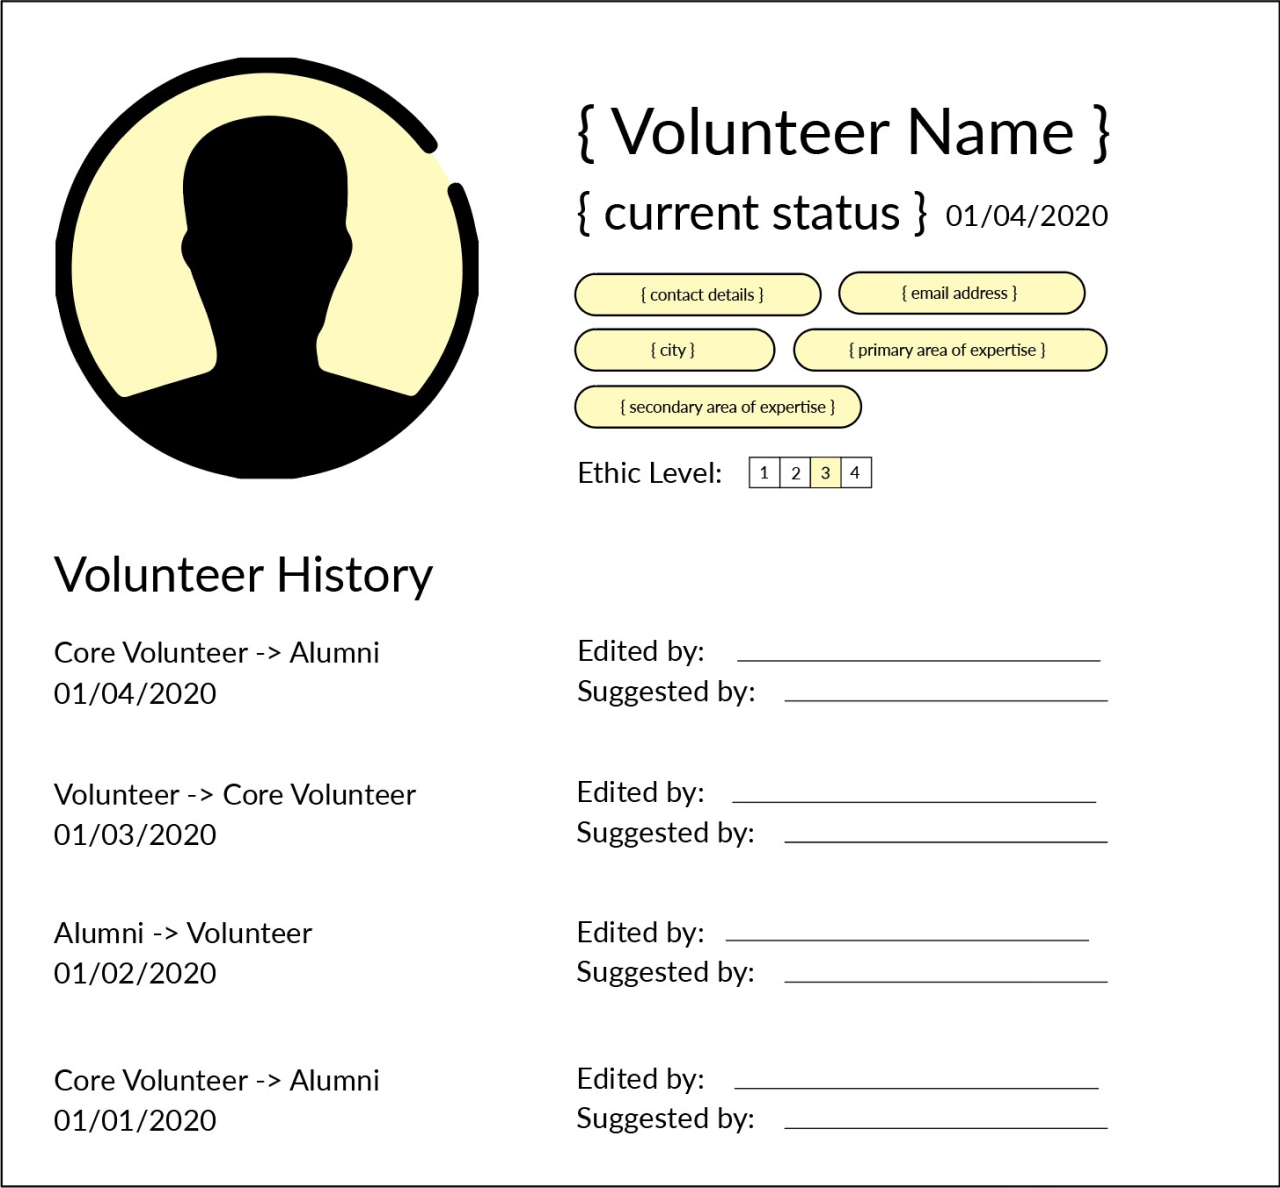 { Volunteer Name }
{ current status } 01/04/2020
{ contact details } { email address }
{ city } { primary area of expertise }
{ secondary area of expertise }
Ethic Level: 1 2 3 4
Volunteer History
Core Volunteer -> Alumni
01/04/2020
Edited by:
Suggested by:
Volunteer -> Core Volunteer
01/03/2020
Edited by:
Suggested by:
Alumni -> Volunteer
01/02/2020
Edited by:
Suggested by:
Core Volunteer -> Alumni
01/01/2020
Edited by:
Suggested by: